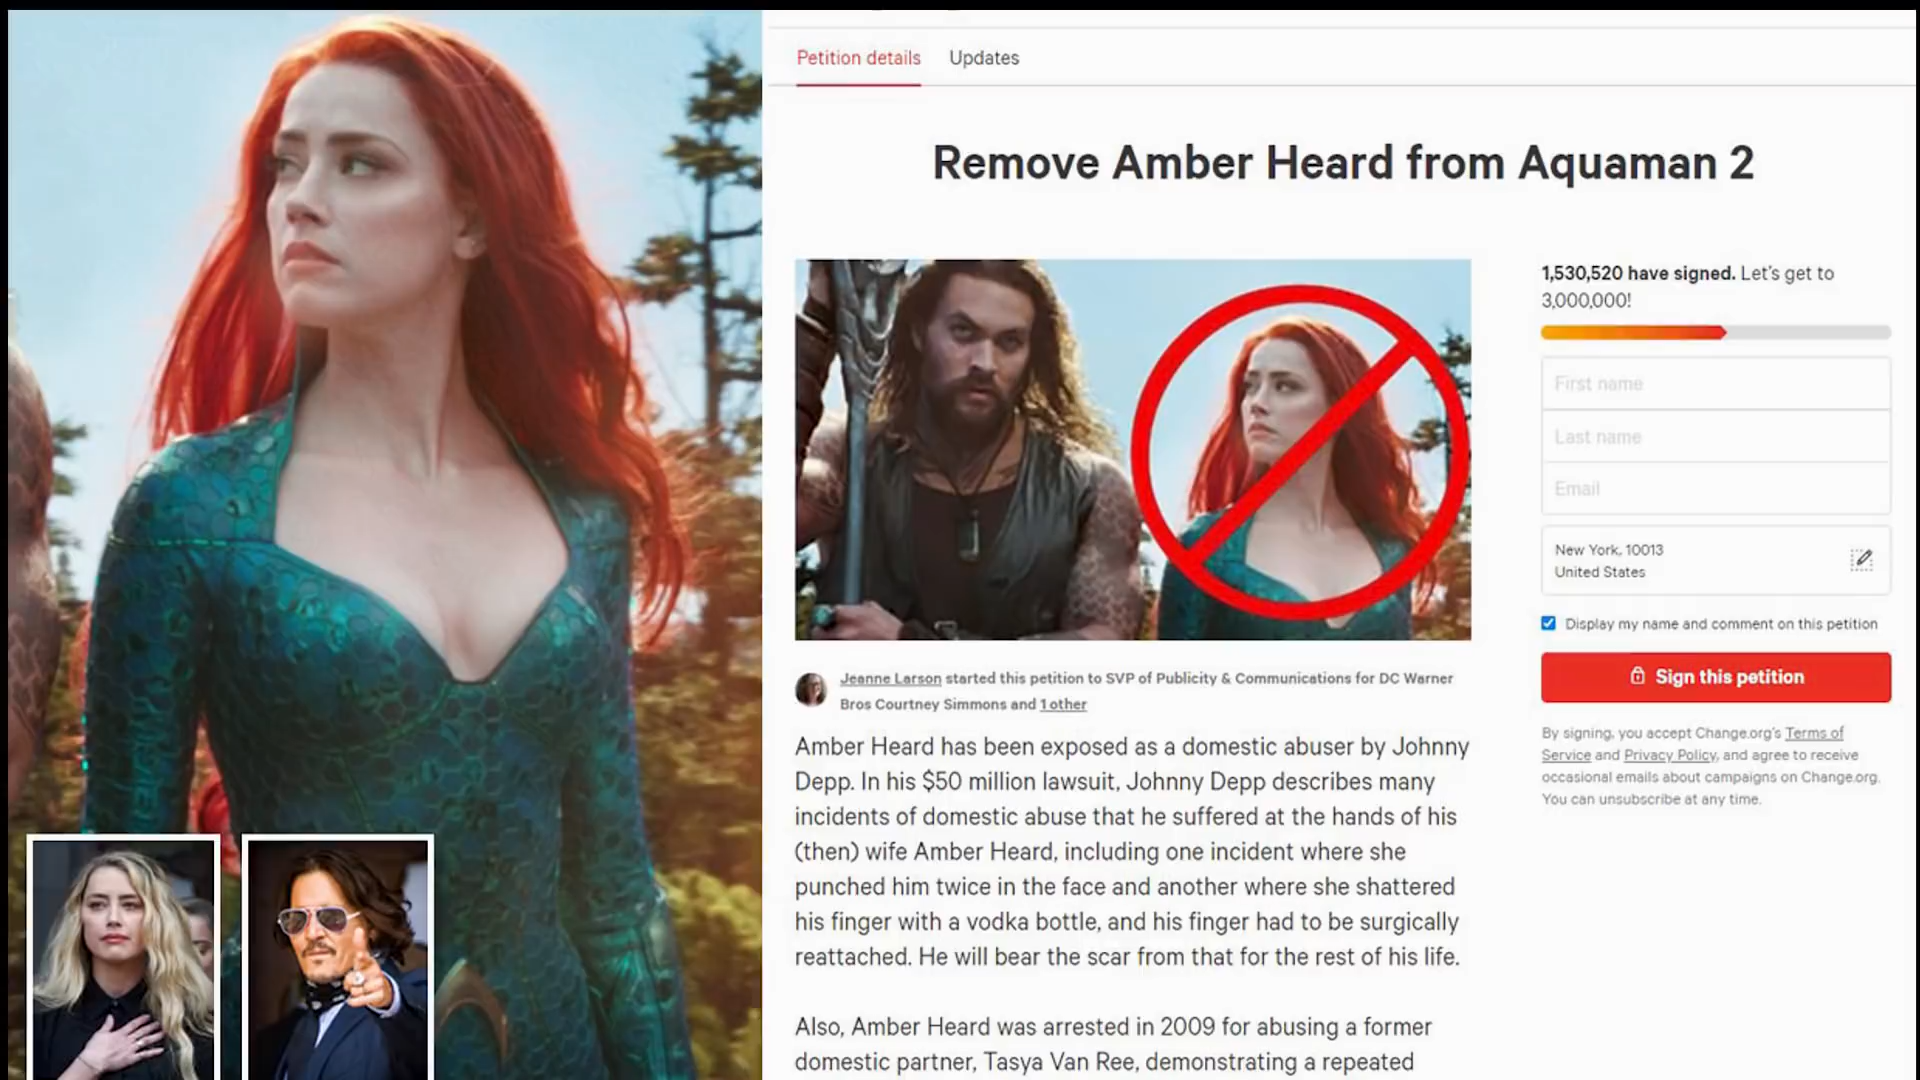 Petition details Updates
Remove Amber Heard from Aquaman 2
1,530,520 have signed. Let's get to
3,000,000!
First name
Last name
Email
New York, 10013
United States
Display my name and comment on this petition
Sign this petition
By signing, you accept Change.org's Terms of
Service and Privacy Policy, and agree to receive
occasional emails about campaigns on Change.org.
You can unsubscribe at any time.
Jeanne Larson started this petition to SVP of Publicity & Communications for DC Warner
Bros Courtney Simmons and 1 other
Amber Heard has been exposed as a domestic abuser by Johnny
Depp. In his $50 million lawsuit, Johnny Depp describes many
incidents of domestic abuse that he suffered at the hands of his
(then) wife Amber Heard, including one incident where she
punched him twice in the face and another where she shattered
his finger with a vodka bottle, and his finger had to be surgically
reattached. He will bear the scar from that for the rest of his life.
Also, Amber Heard was arrested in 2009 for abusing a former
domestic partner, Tasya Van Ree, demonstrating a repeated